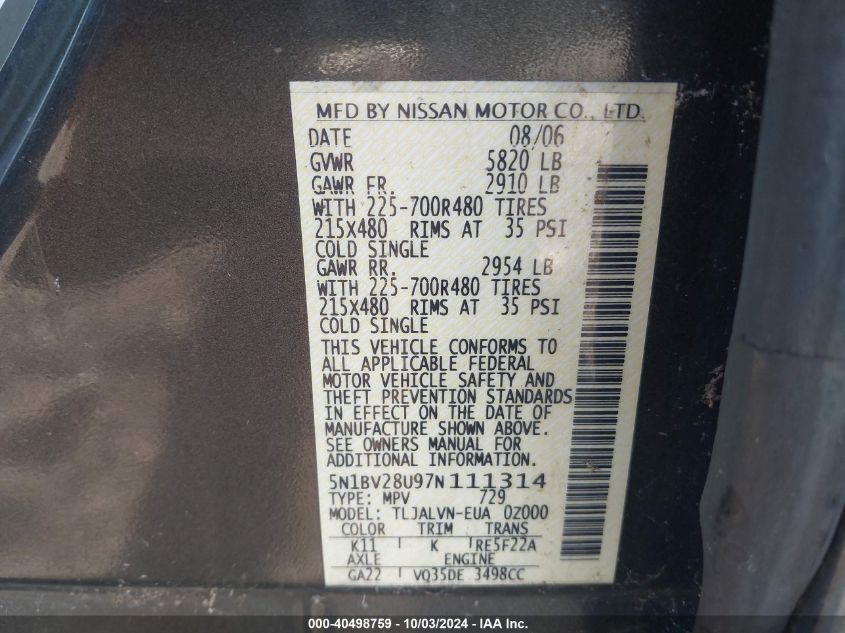 MFD BY NISSAN MOTOR CO., LTD.
DATE 08/06
GVWR 5820 LB
GAWR FR. 2910 LB
WITH 225-700R480 TIRES
215X480 RIMS AT 35 PSI
COLD SINGLE
GAWR RR. 2954 LB
WITH 225-700R480 TIRES
215X480 RIMS AT 35 PSI
COLD SINGLE
THIS VEHICLE CONFORMS TO
ALL APPLICABLE FEDERAL
MOTOR VEHICLE SAFETY AND
THEFT PREVENTION STANDARDS
IN EFFECT ON THE DATE OF
MANUFACTURE SHOWN ABOVE.
SEE OWNERS MANUAL FOR
ADDITIONAL INFORMATION.
5N1BV28U97N111314
TYPE: MPV 729
MODEL: TLJALVN-EUA 0Z000
COLOR TRIM TRANS
K11 K RE5F22A
AXLE ENGINE
GA22 VQ35DE 3498CC
000-40498759 - 10/03/2024 - IAA Inc.